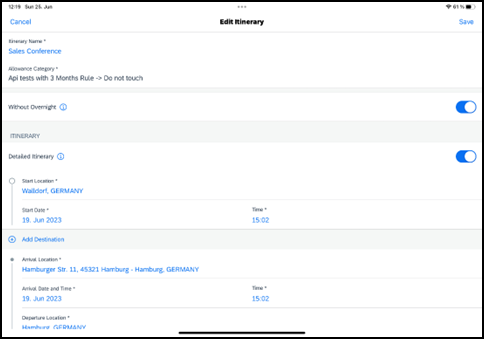 12:19 Sun 25. Jun
61%
Cancel
Edit Itinerary
Save
Itinerary Name *
Sales Conference
Allowance Category *
Api tests with 3 Months Rule -> Do not touch
Without Overnight
ITINERARY
Detailed Itinerary
Start Location *
Walldorf, GERMANY
Start Date *
Time *
19. Jun 2023
15:02
Add Destination
Arrival Location *
Hamburger Str. 11, 45321 Hamburg - Hamburg, GERMANY
Arrival Date and Time *
Time *
19. Jun 2023
15:02
Departure Location *
Hamburg, GERMANY